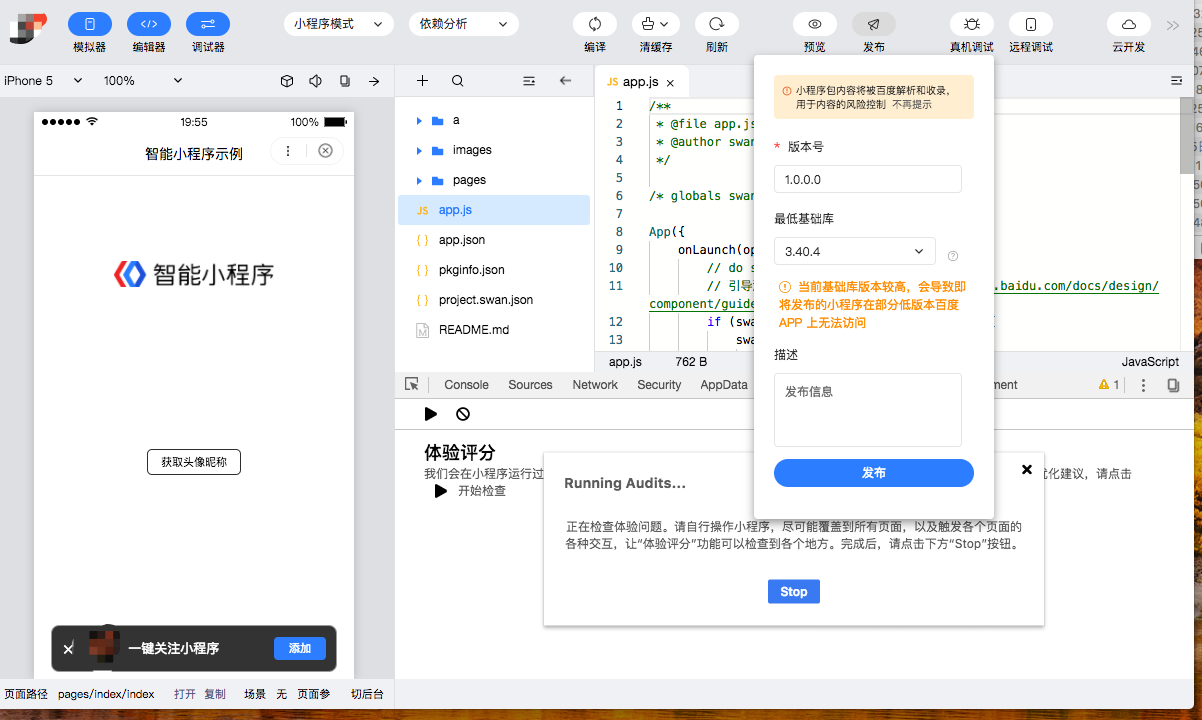 小程序模式
依赖分析
模拟器
编辑器
调试器
编译
清缓存
刷新
预览
发布
真机调试
远程调试
云开发
iPhone 5
100%
19:55
100%
智能小程序示例
智能小程序
获取头像昵称
一键关注小程序
添加
页面路径
pages/index/index
打开
复制
场景
无
页面参
切后台
a
images
pages
JS app.js
{ } app.json
{ } pkginfo.json
{ } project.swan.json
README.md
JS app.js
1 /**
2 * @file app.js
3 * @author swan
4 */
5
6 /* globals swan
7
8 App({
9 onLaunch(op
10 // do s
11 // 引导
.baidu.com/docs/design/
component/guide
12 if (swa
13 swa
app.js
762 B
JavaScript
Console
Sources
Network
Security
AppData
ment
1
体验评分
我们会在小程序运行过
优化建议，请点击
开始检查
Running Audits...
正在检查体验问题。请自行操作小程序，尽可能覆盖到所有页面，以及触发各个页面的
各种交互，让“体验评分”功能可以检查到各个地方。完成后，请点击下方“Stop”按钮。
Stop
小程序包内容将被百度解析和收录，
用于内容的风险控制 不再提示
* 版本号
1.0.0.0
最低基础库
3.40.4
当前基础库版本较高，会导致即
将发布的小程序在部分低版本百度
APP 上无法访问
描述
发布信息
发布